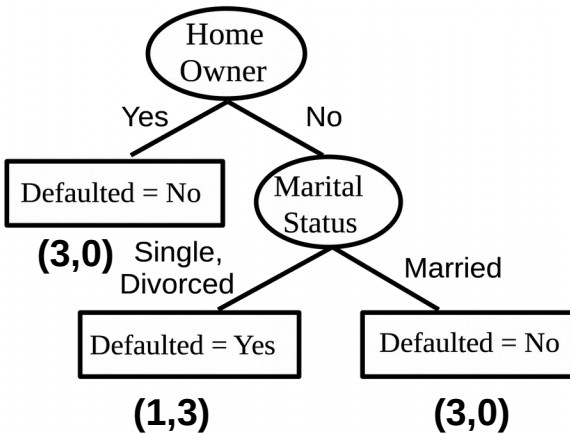 Home
Owner
Yes
No
Defaulted = No
Marital
Status
(3,0)
Single,
Divorced
Married
Defaulted = Yes
Defaulted = No
(1,3)
(3,0)